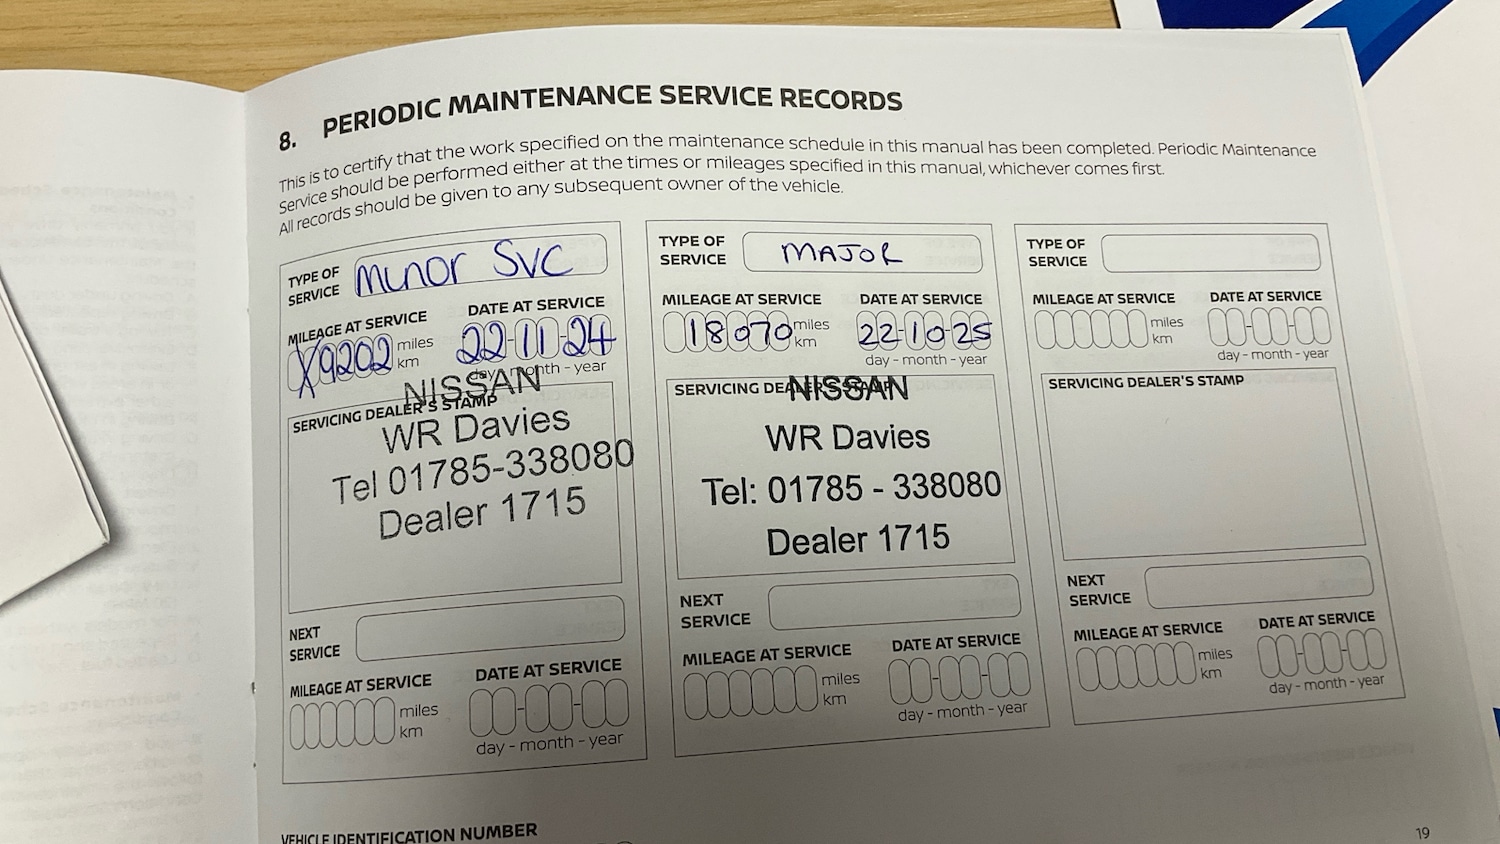 8. PERIODIC MAINTENANCE SERVICE RECORDS
This is to certify that the work specified on the maintenance schedule in this manual has been completed. Periodic Maintenance
Service should be performed either at the times or mileages specified in this manual, whichever comes first.
All records should be given to any subsequent owner of the vehicle.
TYPE OF
SERVICE
Minor SVC
MILEAGE AT SERVICE
DATE AT SERVICE
X9202
miles
km
22-11-24
day - month - year
SERVICING DEALER'S STAMP
NISSAN
WR Davies
Tel 01785-338080
Dealer 1715
NEXT
SERVICE
MILEAGE AT SERVICE
DATE AT SERVICE
miles
km
day - month - year
TYPE OF
SERVICE
MAJOR
MILEAGE AT SERVICE
DATE AT SERVICE
18070
miles
km
22-10-25
day - month - year
SERVICING DEALER'S STAMP
NISSAN
WR Davies
Tel: 01785 - 338080
Dealer 1715
NEXT
SERVICE
MILEAGE AT SERVICE
DATE AT SERVICE
miles
km
day - month - year
TYPE OF
SERVICE
MILEAGE AT SERVICE
DATE AT SERVICE
miles
km
day - month - year
SERVICING DEALER'S STAMP
NEXT
SERVICE
MILEAGE AT SERVICE
DATE AT SERVICE
miles
km
day - month - year
VEHICLE IDENTIFICATION NUMBER
19